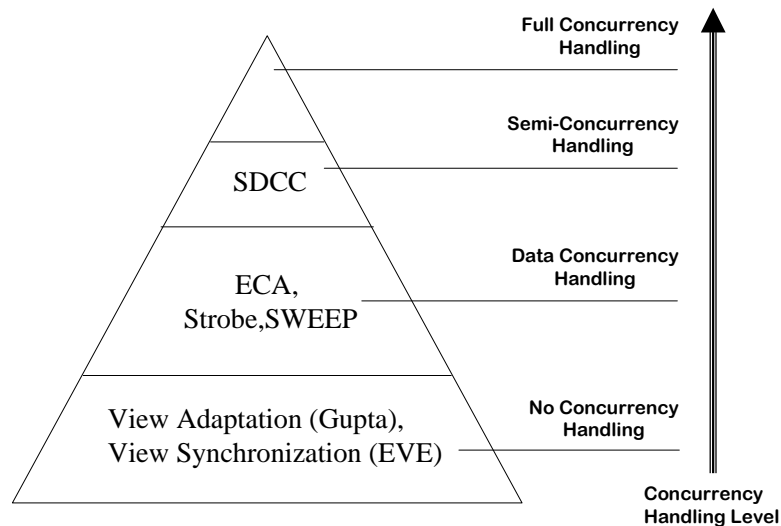 Full Concurrency
Handling
Semi-Concurrency
Handling
SDCC
Data Concurrency
Handling
ECA,
Strobe,SWEEP
No Concurrency
Handling
View Adaptation (Gupta),
View Synchronization (EVE)
Concurrency
Handling Level